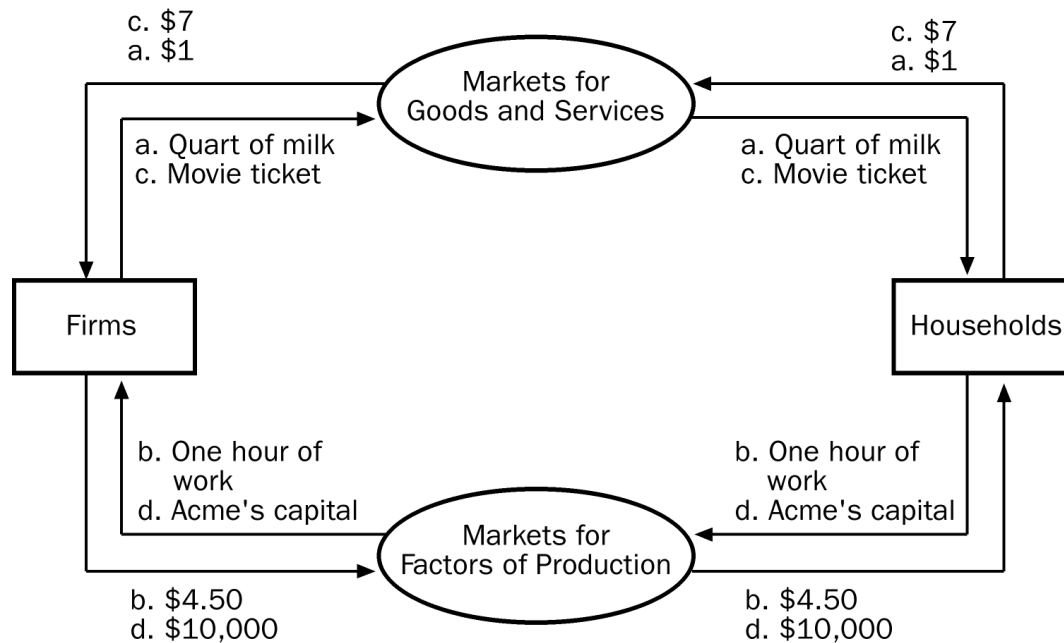 c. $7
a. $1
c. $7
a. $1
Markets for
Goods and Services
a. Quart of milk
c. Movie ticket
a. Quart of milk
c. Movie ticket
Firms
Households
b. One hour of
work
d. Acme's capital
b. One hour of
work
d. Acme's capital
Markets for
Factors of Production
b. $4.50
d. $10,000
b. $4.50
d. $10,000